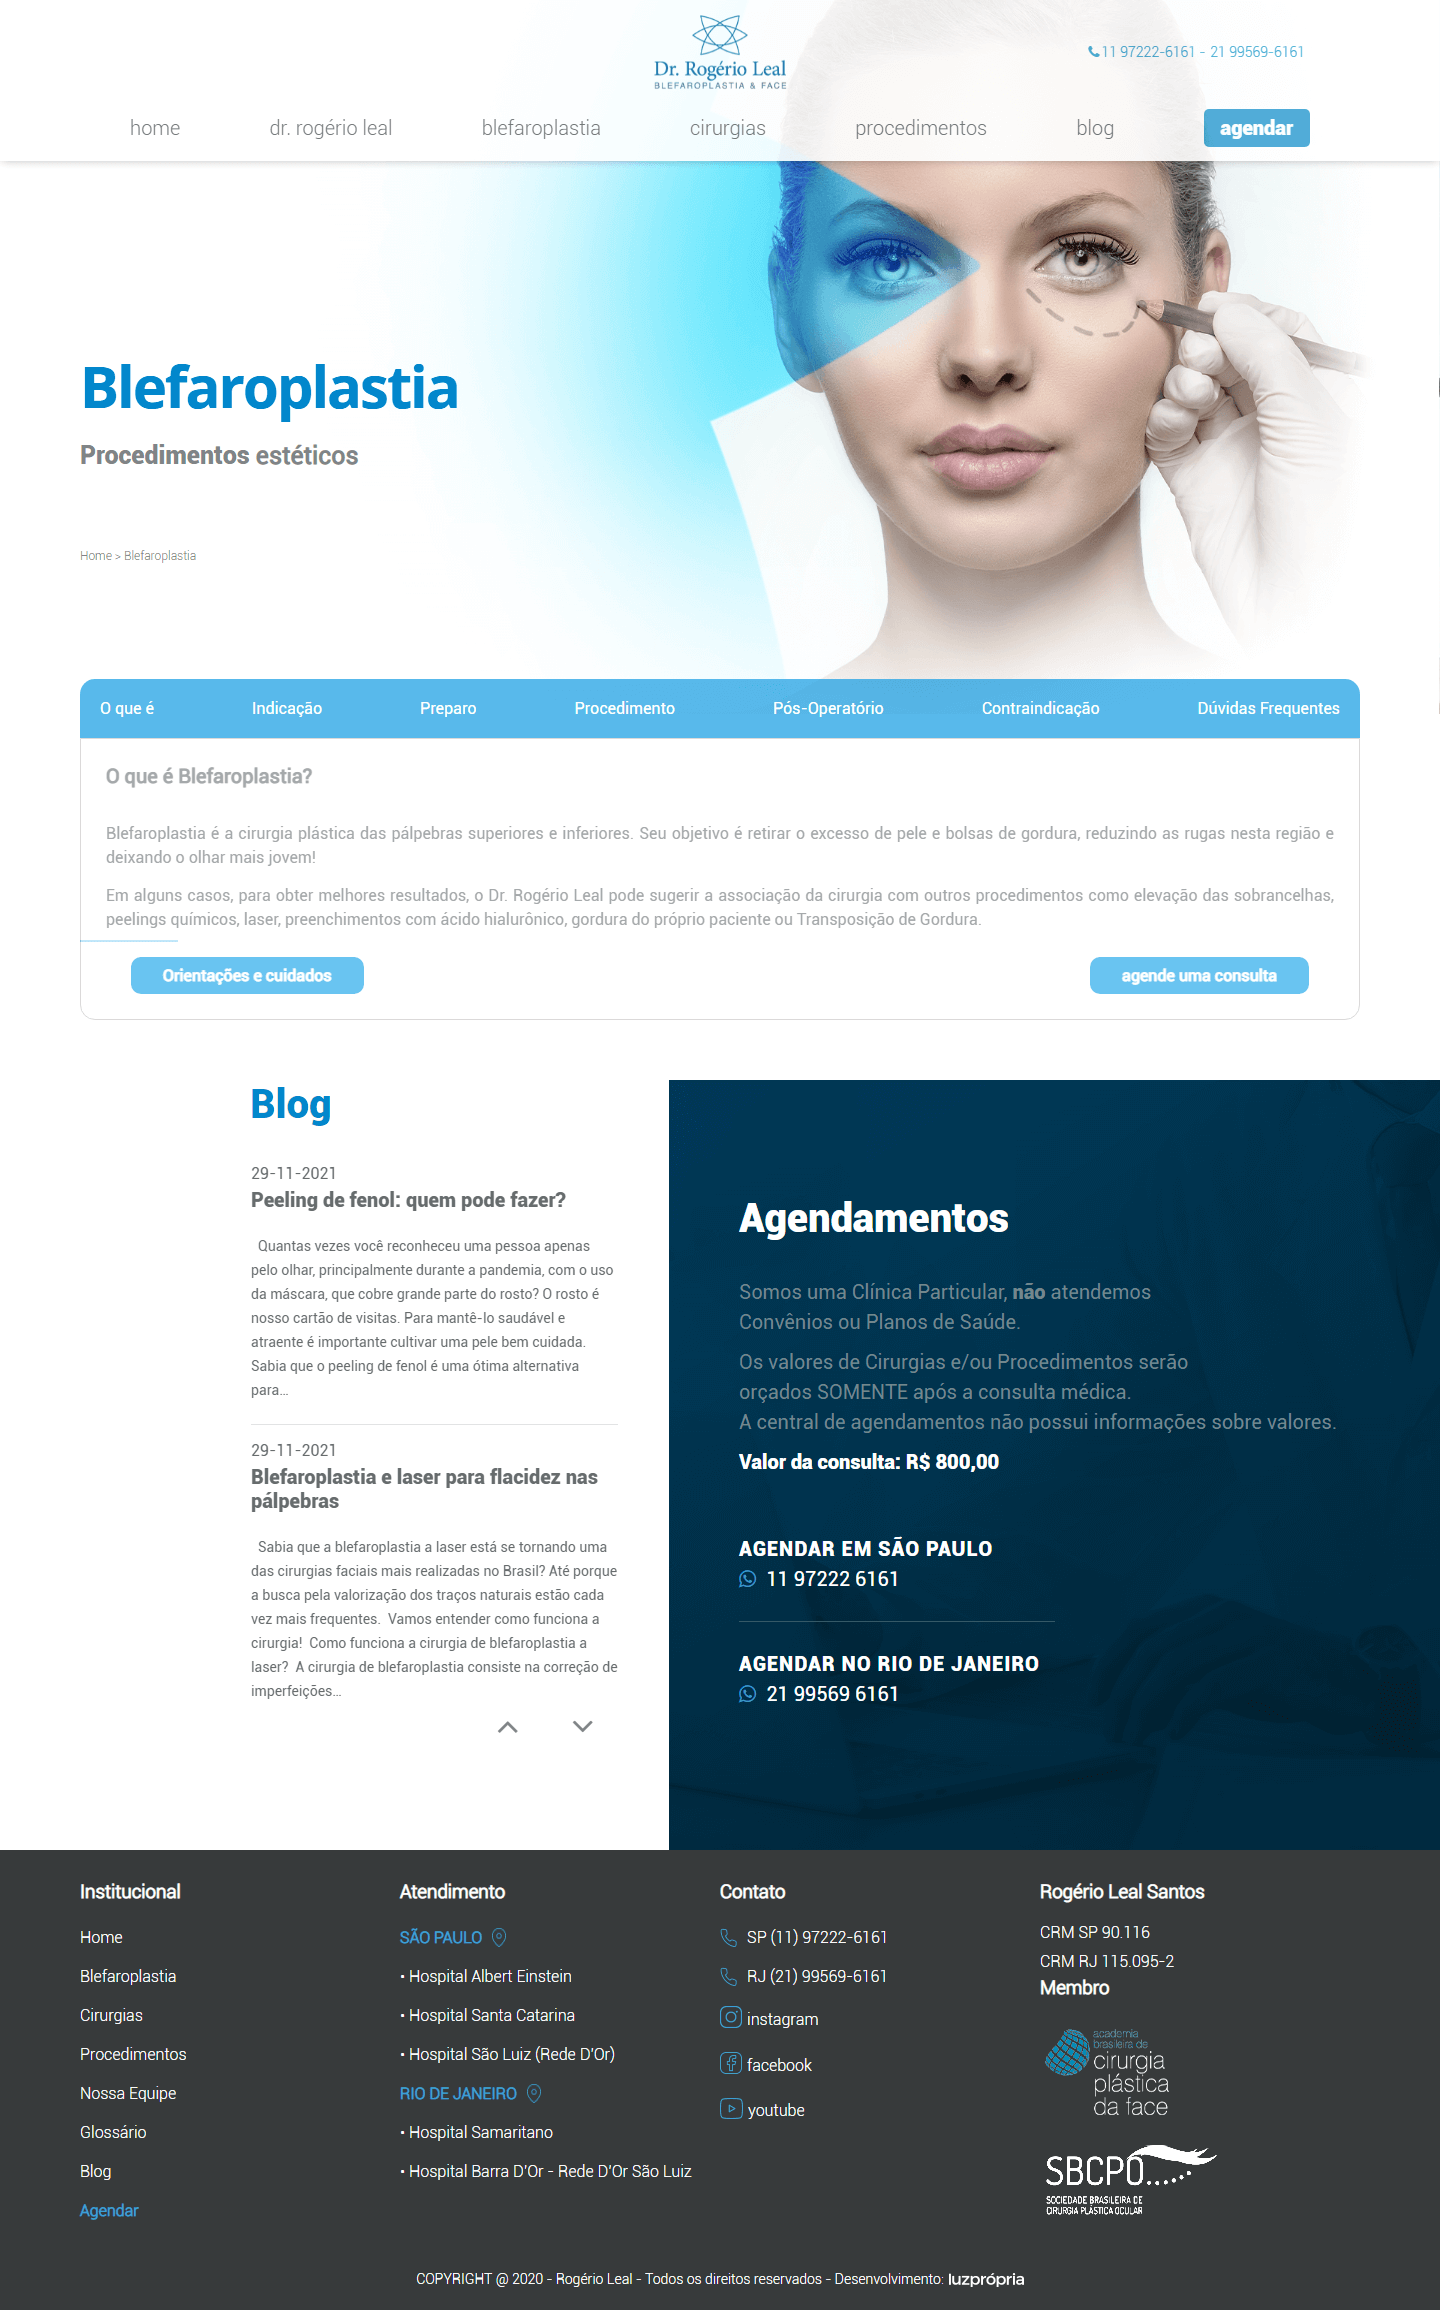 Dr. Rogério Leal
BLEFAROPLASTIA & FACE
11 97222-6161 - 21 99569-6161
home dr. rogério leal blefaroplastia cirurgias procedimentos blog agendar
Blefaroplastia
Procedimentos estéticos
Home > Blefaroplastia
O que é Indicação Preparo Procedimento Pós-Operatório Contraindicação Dúvidas Frequentes
O que é Blefaroplastia?
Blefaroplastia é a cirurgia plástica das pálpebras superiores e inferiores. Seu objetivo é retirar o excesso de pele e bolsas de gordura, reduzindo as rugas nesta região e
deixando o olhar mais jovem!
Em alguns casos, para obter melhores resultados, o Dr. Rogério Leal pode sugerir a associação da cirurgia com outros procedimentos como elevação das sobrancelhas,
peelings químicos, laser, preenchimentos com ácido hialurônico, gordura do próprio paciente ou Transposição de Gordura.
Orientações e cuidados
agende uma consulta
Blog
29-11-2021
Peeling de fenol: quem pode fazer?
Quantas vezes você reconheceu uma pessoa apenas
pelo olhar, principalmente durante a pandemia, com o uso
da máscara, que cobre grande parte do rosto? O rosto é
nosso cartão de visitas. Para mantê-lo saudável e
atraente é importante cultivar uma pele bem cuidada.
Sabia que o peeling de fenol é uma ótima alternativa
para...
29-11-2021
Blefaroplastia e laser para flacidez nas
pálpebras
Sabia que a blefaroplastia a laser está se tornando uma
das cirurgias faciais mais realizadas no Brasil? Até porque
a busca pela valorização dos traços naturais estão cada
vez mais frequentes. Vamos entender como funciona a
cirurgia! Como funciona a cirurgia de blefaroplastia a
laser? A cirurgia de blefaroplastia consiste na correção de
imperfeições...
Agendamentos
Somos uma Clínica Particular, não atendemos
Convênios ou Planos de Saúde.
Os valores de Cirurgias e/ou Procedimentos serão
orçados SOMENTE após a consulta médica.
A central de agendamentos não possui informações sobre valores.
Valor da consulta: R$ 800,00
AGENDAR EM SÃO PAULO
11 97222 6161
AGENDAR NO RIO DE JANEIRO
21 99569 6161
Institucional
Home
Blefaroplastia
Cirurgias
Procedimentos
Nossa Equipe
Glossário
Blog
Agendar
Atendimento
SÃO PAULO
• Hospital Albert Einstein
• Hospital Santa Catarina
• Hospital São Luiz (Rede D'Or)
RIO DE JANEIRO
• Hospital Samaritano
• Hospital Barra D'Or - Rede D'Or São Luiz
Contato
SP (11) 97222-6161
RJ (21) 99569-6161
instagram
facebook
youtube
Rogério Leal Santos
CRM SP 90.116
CRM RJ 115.095-2
Membro
academia
brasileira de
cirurgia
plástica
da face
SBCPO
SOCIEDADE BRASILEIRA DE
CIRURGIA PLÁSTICA OCULAR
COPYRIGHT @ 2020 - Rogério Leal - Todos os direitos reservados - Desenvolvimento: luzprópria